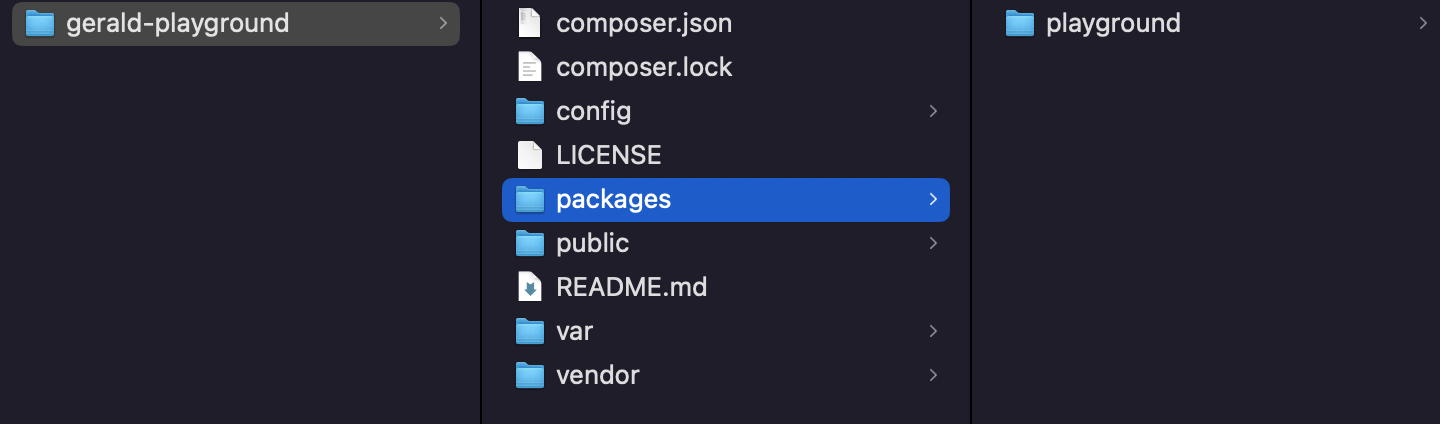 gerald-playground
composer.json
composer.lock
config
LICENSE
packages
public
README.md
var
vendor
playground